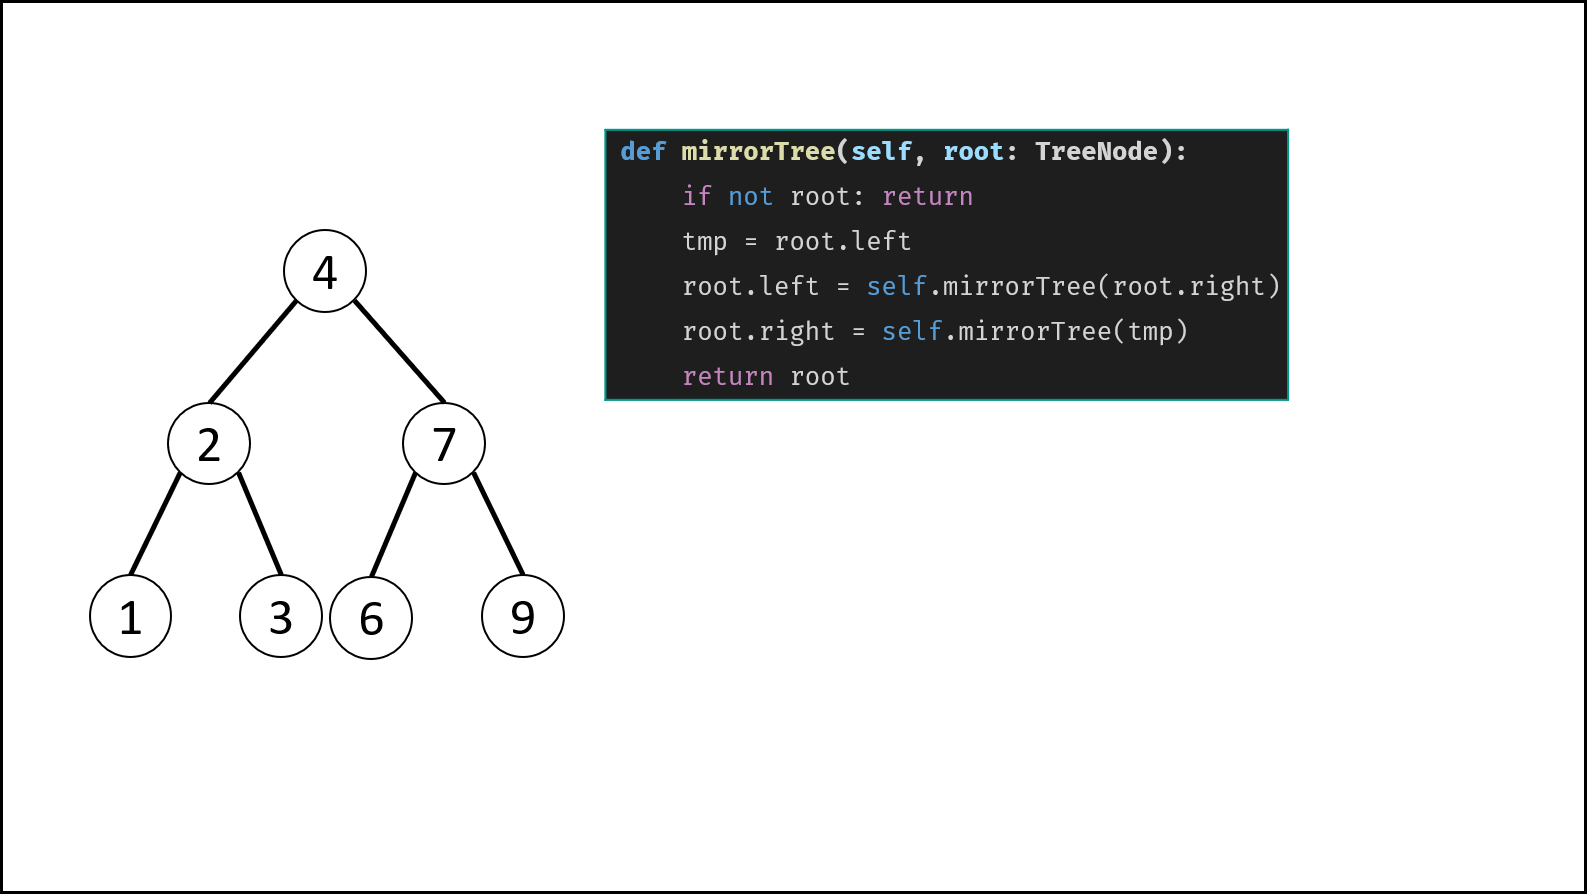 def mirrorTree(self, root: TreeNode):
    if not root: return
    tmp = root.left
    root.left = self.mirrorTree(root.right)
    root.right = self.mirrorTree(tmp)
    return root
4
2 7
1 3 6 9